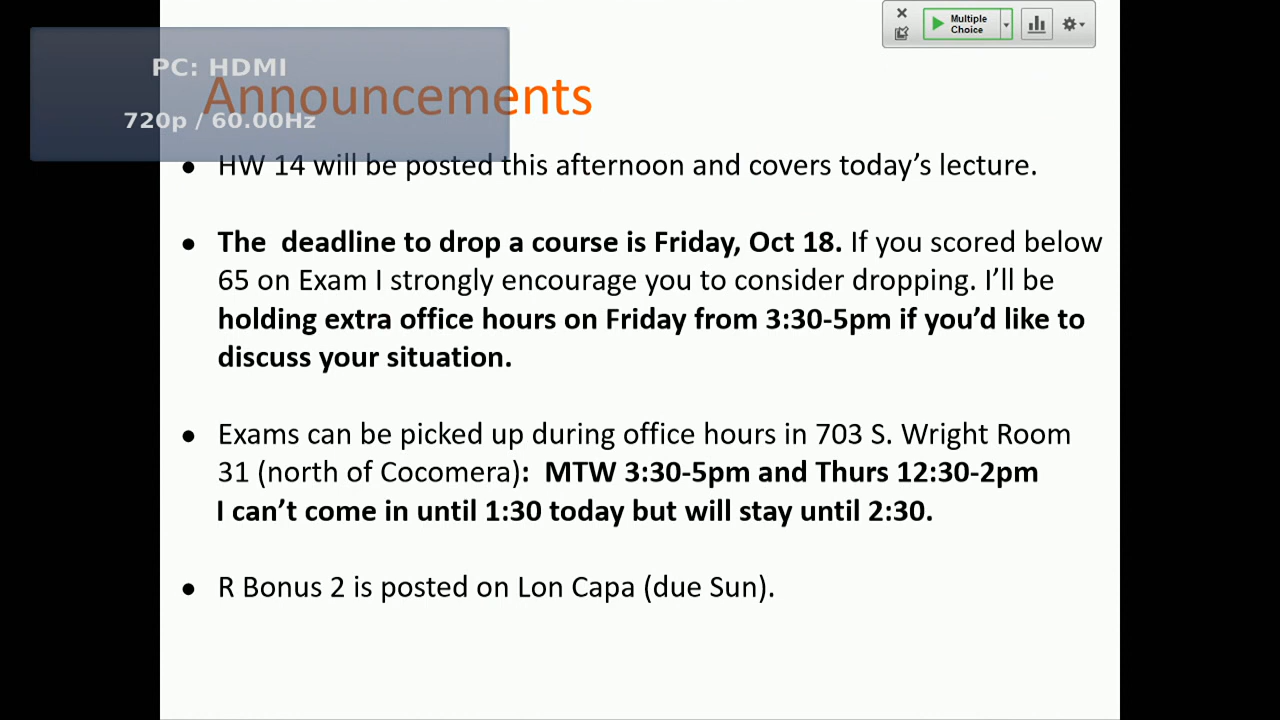 Multiple
Choice
PC: HDMI
Announcements
720p / 60.00Hz
● HW 14 will be posted this afternoon and covers today’s lecture.
● The  deadline to drop a course is Friday, Oct 18. If you scored below
65 on Exam I strongly encourage you to consider dropping. I’ll be
holding extra office hours on Friday from 3:30-5pm if you’d like to
discuss your situation.
● Exams can be picked up during office hours in 703 S. Wright Room
31 (north of Cocomera):  MTW 3:30-5pm and Thurs 12:30-2pm
I can’t come in until 1:30 today but will stay until 2:30.
● R Bonus 2 is posted on Lon Capa (due Sun).